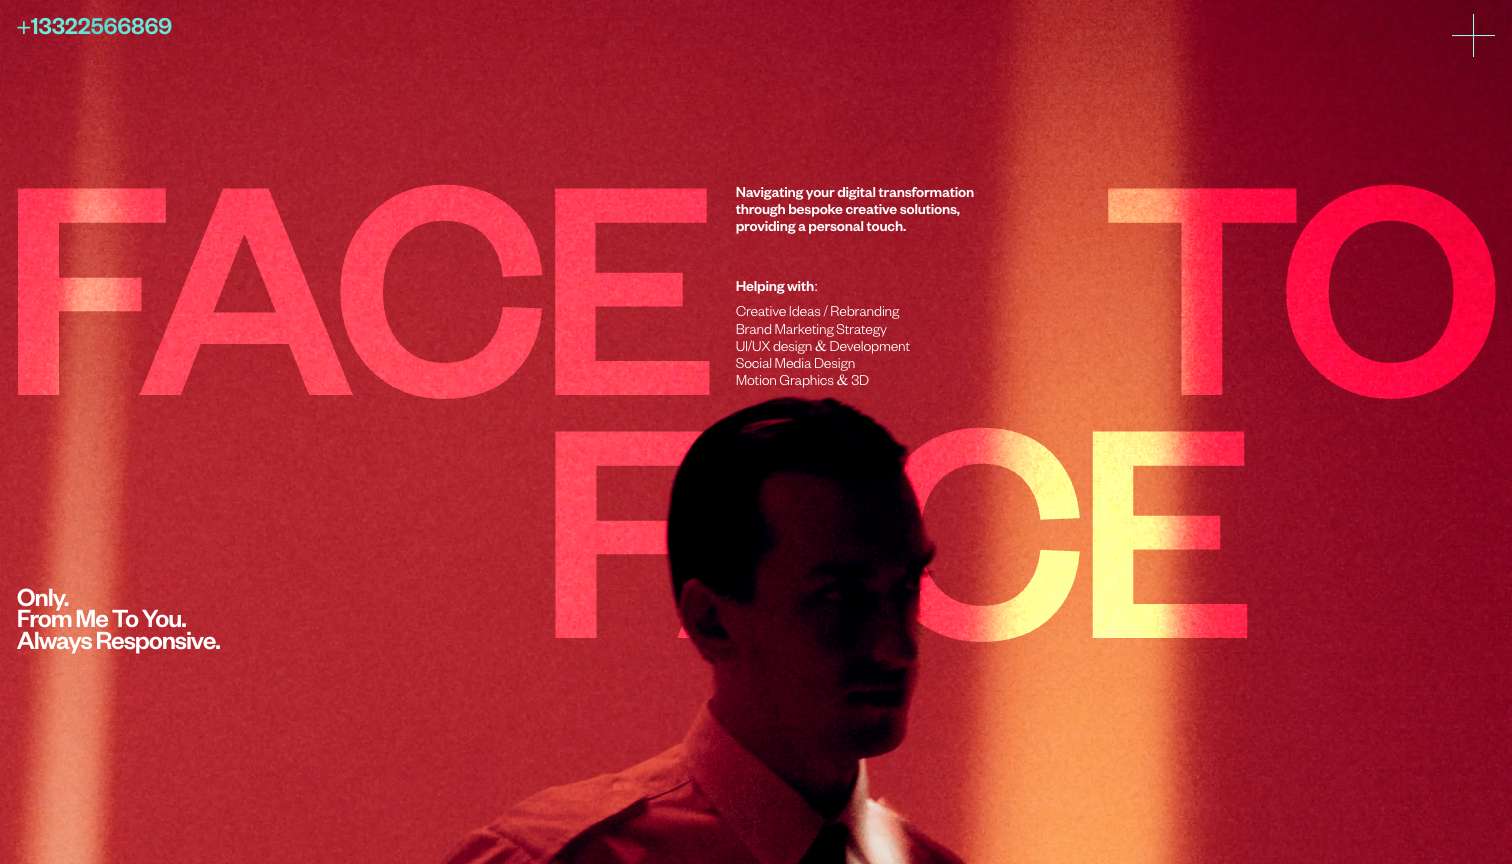 +13322566869
FACE TO
Navigating your digital transformation
through bespoke creative solutions,
providing a personal touch.
Helping with:
Creative Ideas / Rebranding
Brand Marketing Strategy
UI/UX design & Development
Social Media Design
Motion Graphics & 3D
FACE
Only.
From Me To You.
Always Responsive.